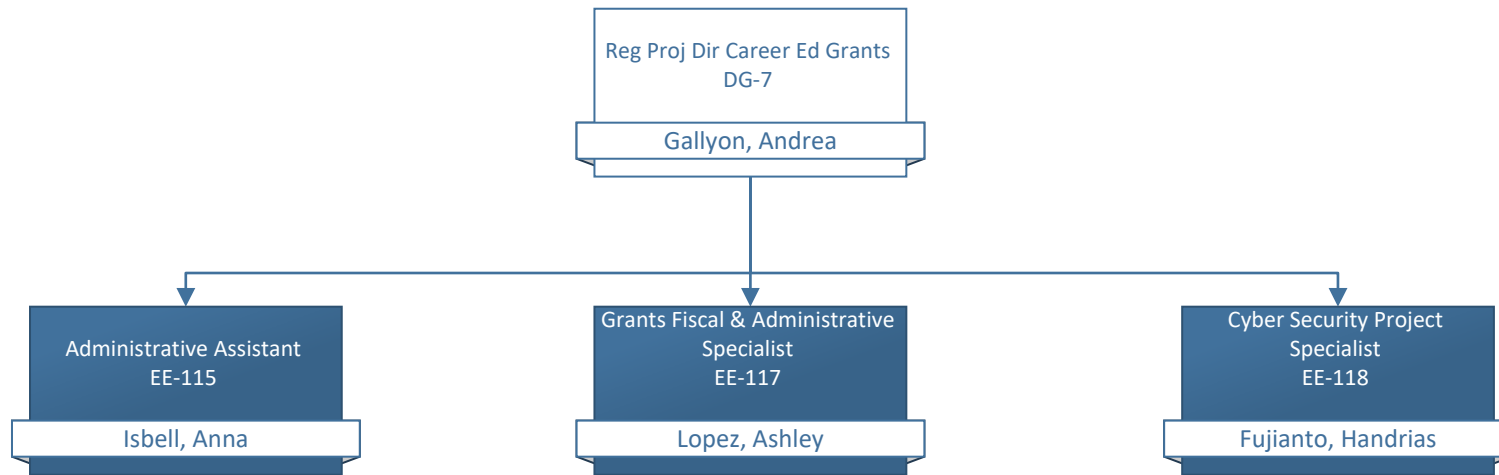 Reg Proj Dir Career Ed Grants
DG-7
Gallyon, Andrea
Administrative Assistant
EE-115
Isbell, Anna
Grants Fiscal & Administrative
Specialist
EE-117
Lopez, Ashley
Cyber Security Project
Specialist
EE-118
Fujianto, Handrias